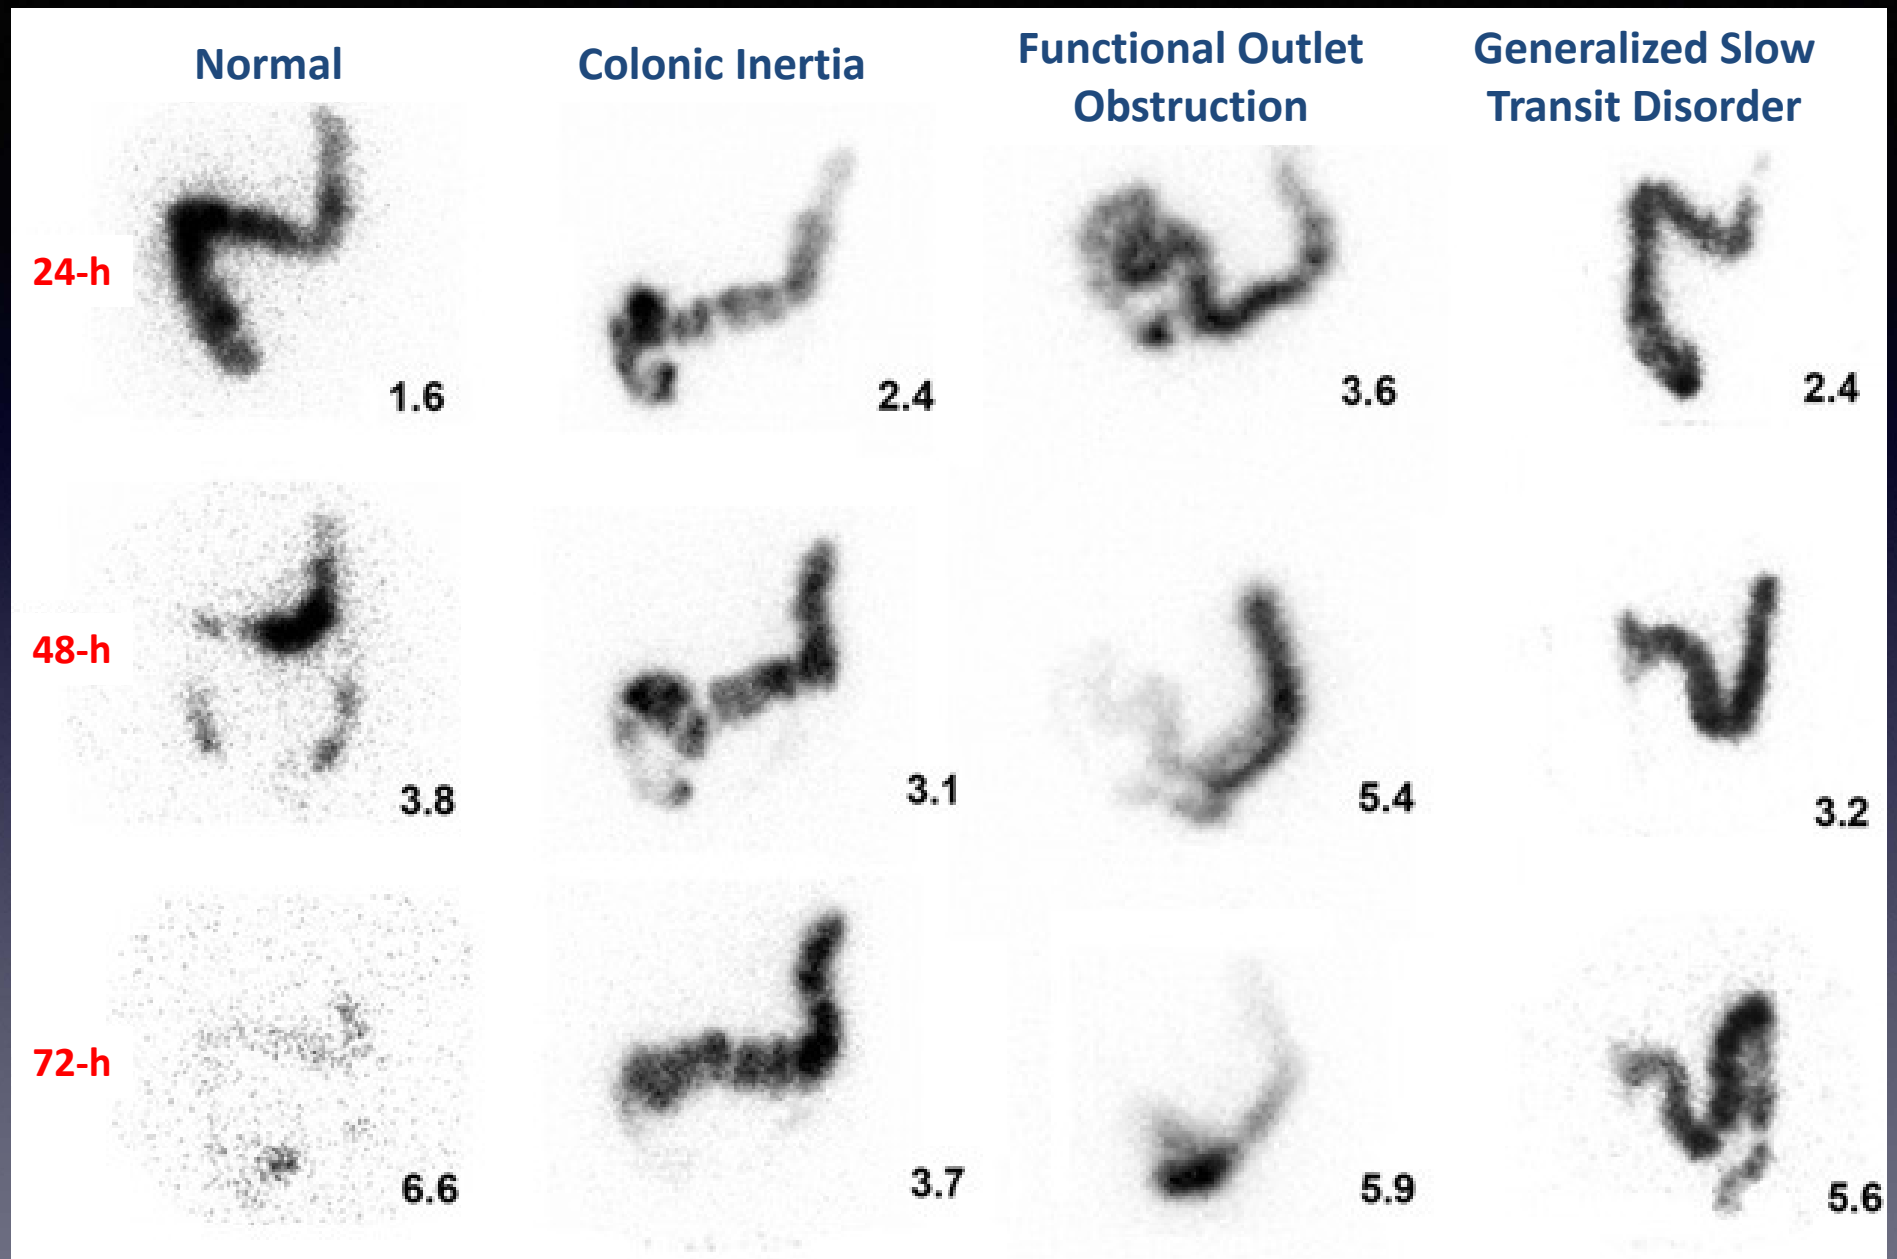 Normal
Colonic Inertia
Functional Outlet
Obstruction
Generalized Slow
Transit Disorder
24-h
1.6
2.4
3.6
2.4
48-h
3.8
3.1
5.4
3.2
72-h
6.6
3.7
5.9
5.6